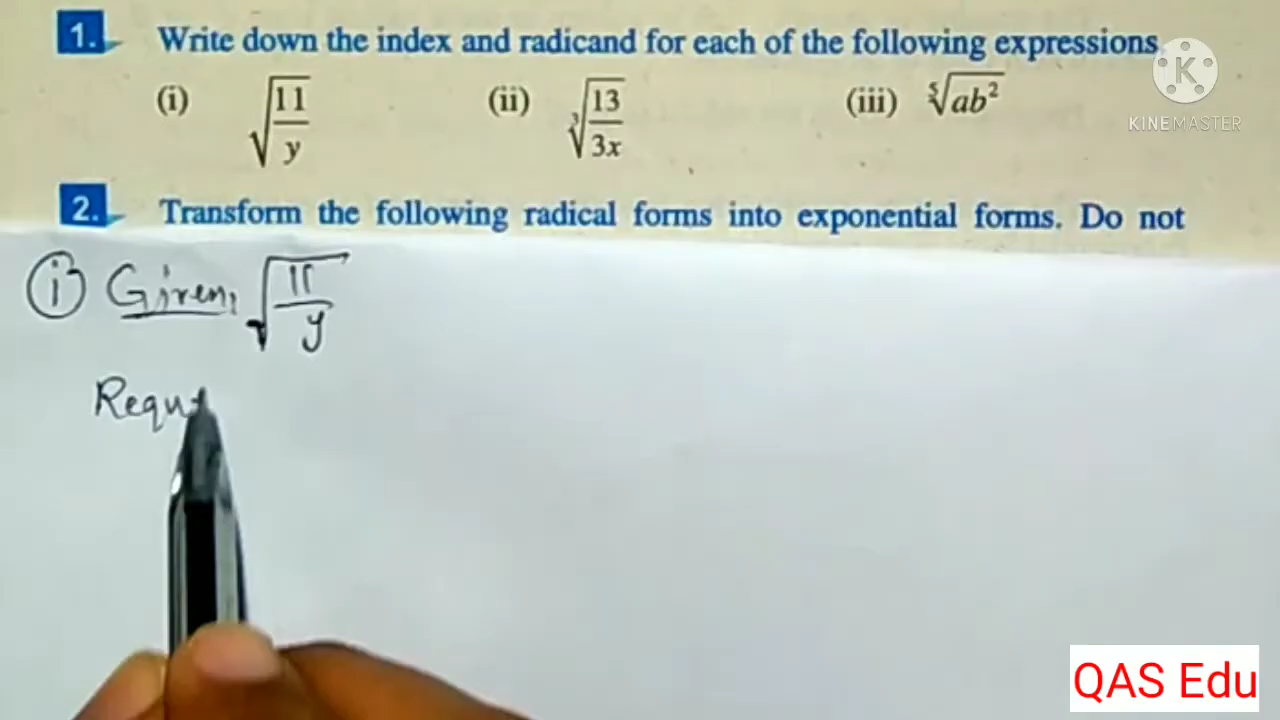 1. Write down the index and radicand for each of the following expressions.
(i) √(11/y) (ii) ∛(13/3x) (iii) ⁵√(ab²)
KINEMASTER
2. Transform the following radical forms into exponential forms. Do not
(i) Given, √(11/y)
Requi
QAS Edu